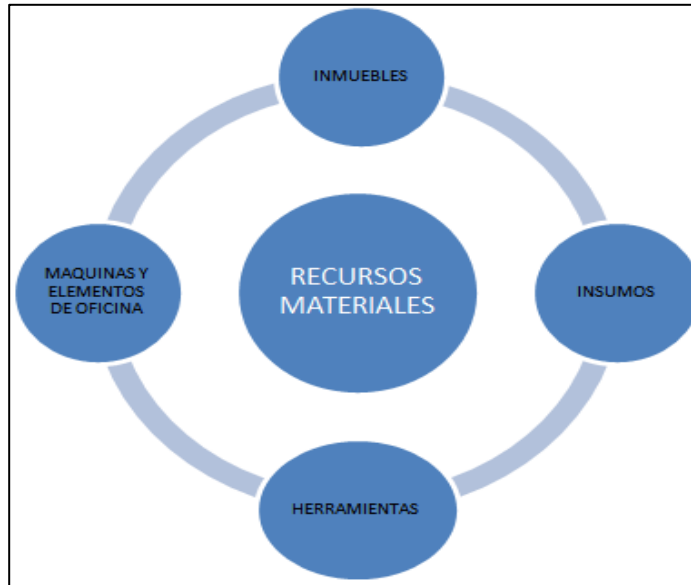 INMUEBLES
MAQUINAS Y
ELEMENTOS
DE OFICINA
RECURSOS
MATERIALES
INSUMOS
HERRAMIENTAS